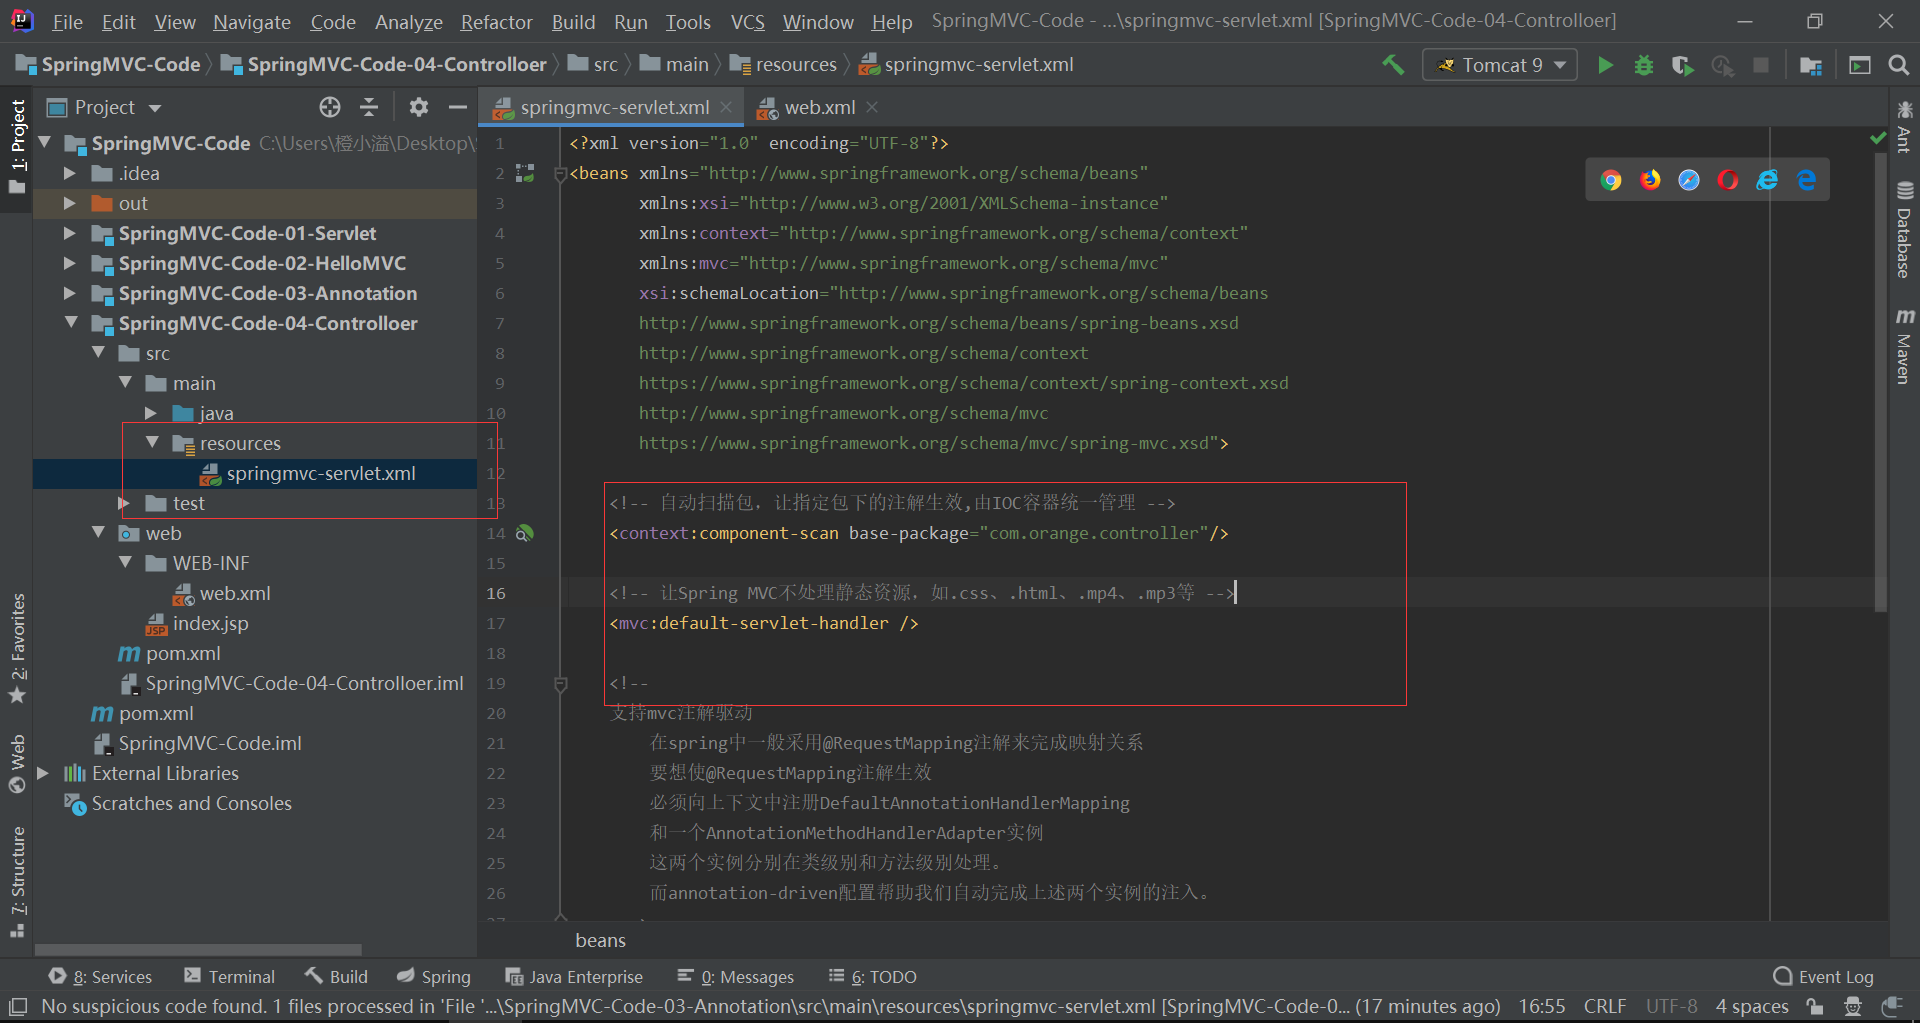 File Edit View Navigate Code Analyze Refactor Build Run Tools VCS Window Help SpringMVC-Code - ...\springmvc-servlet.xml [SpringMVC-Code-04-Controlloer]
SpringMVC-Code SpringMVC-Code-04-Controlloer src main resources springmvc-servlet.xml Tomcat 9
1: Project
2: Favorites
Web
7: Structure
Project
SpringMVC-Code C:\Users\橙小溢\Desktop\
.idea
out
SpringMVC-Code-01-Servlet
SpringMVC-Code-02-HelloMVC
SpringMVC-Code-03-Annotation
SpringMVC-Code-04-Controlloer
src
main
java
resources
springmvc-servlet.xml
test
web
WEB-INF
web.xml
index.jsp
pom.xml
SpringMVC-Code-04-Controlloer.iml
pom.xml
SpringMVC-Code.iml
External Libraries
Scratches and Consoles
springmvc-servlet.xml web.xml
1 <?xml version="1.0" encoding="UTF-8"?>
2 <beans xmlns="http://www.springframework.org/schema/beans"
3 xmlns:xsi="http://www.w3.org/2001/XMLSchema-instance"
4 xmlns:context="http://www.springframework.org/schema/context"
5 xmlns:mvc="http://www.springframework.org/schema/mvc"
6 xsi:schemaLocation="http://www.springframework.org/schema/beans
7 http://www.springframework.org/schema/beans/spring-beans.xsd
8 http://www.springframework.org/schema/context
9 https://www.springframework.org/schema/context/spring-context.xsd
10 http://www.springframework.org/schema/mvc
11 https://www.springframework.org/schema/mvc/spring-mvc.xsd">
12
13 <!-- 自动扫描包，让指定包下的注解生效,由IOC容器统一管理 -->
14 <context:component-scan base-package="com.orange.controller"/>
15
16 <!-- 让Spring MVC不处理静态资源，如.css、.html、.mp4、.mp3等 -->
17 <mvc:default-servlet-handler />
18
19 <!--
20 支持mvc注解驱动
21 在spring中一般采用@RequestMapping注解来完成映射关系
22 要想使@RequestMapping注解生效
23 必须向上下文中注册DefaultAnnotationHandlerMapping
24 和一个AnnotationMethodHandlerAdapter实例
25 这两个实例分别在类级别和方法级别处理。
26 而annotation-driven配置帮助我们自动完成上述两个实例的注入。
beans
Ant
Database
Maven
8: Services Terminal Build Spring Java Enterprise 0: Messages 6: TODO Event Log
No suspicious code found. 1 files processed in 'File '...\SpringMVC-Code-03-Annotation\src\main\resources\springmvc-servlet.xml [SpringMVC-Code-0... (17 minutes ago) 16:55 CRLF UTF-8 4 spaces